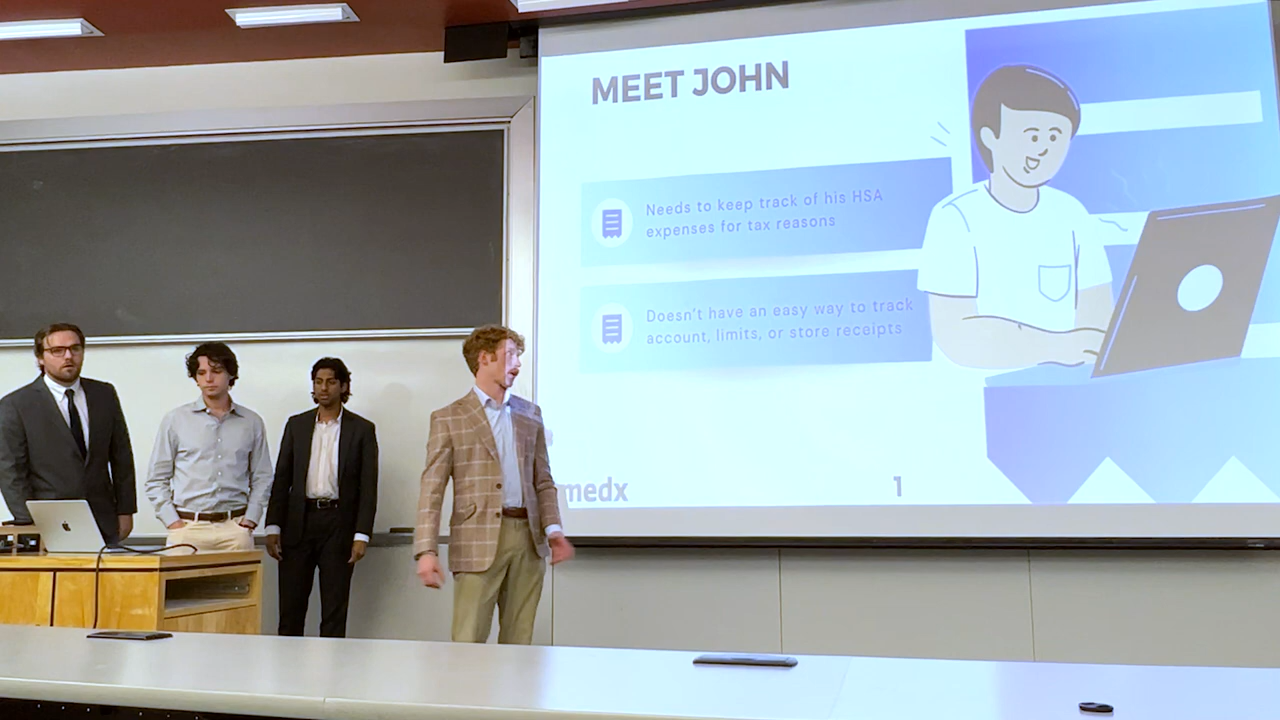 MEET JOHN
Needs to keep track of his HSA
expenses for tax reasons
Doesn't have an easy way to track
account, limits, or store receipts
medx
1